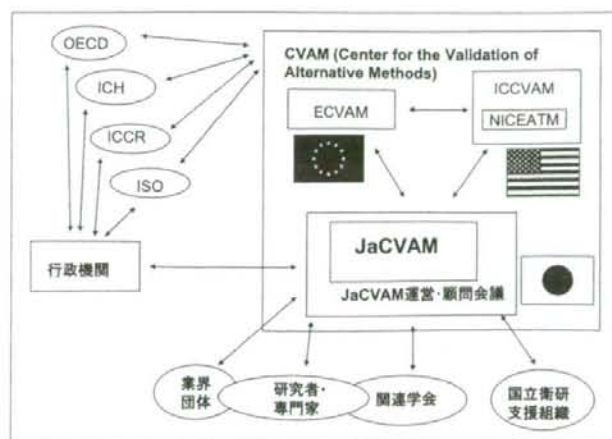 OECD
ICH
ICCR
ISO
行政機関
CVAM (Center for the Validation of
Alternative Methods)
ECVAM
ICCVAM
NICEATM
JaCVAM
JaCVAM運営・顧問会議
業界
団体
研究者・
専門家
関連学会
国立衛研
支援組織